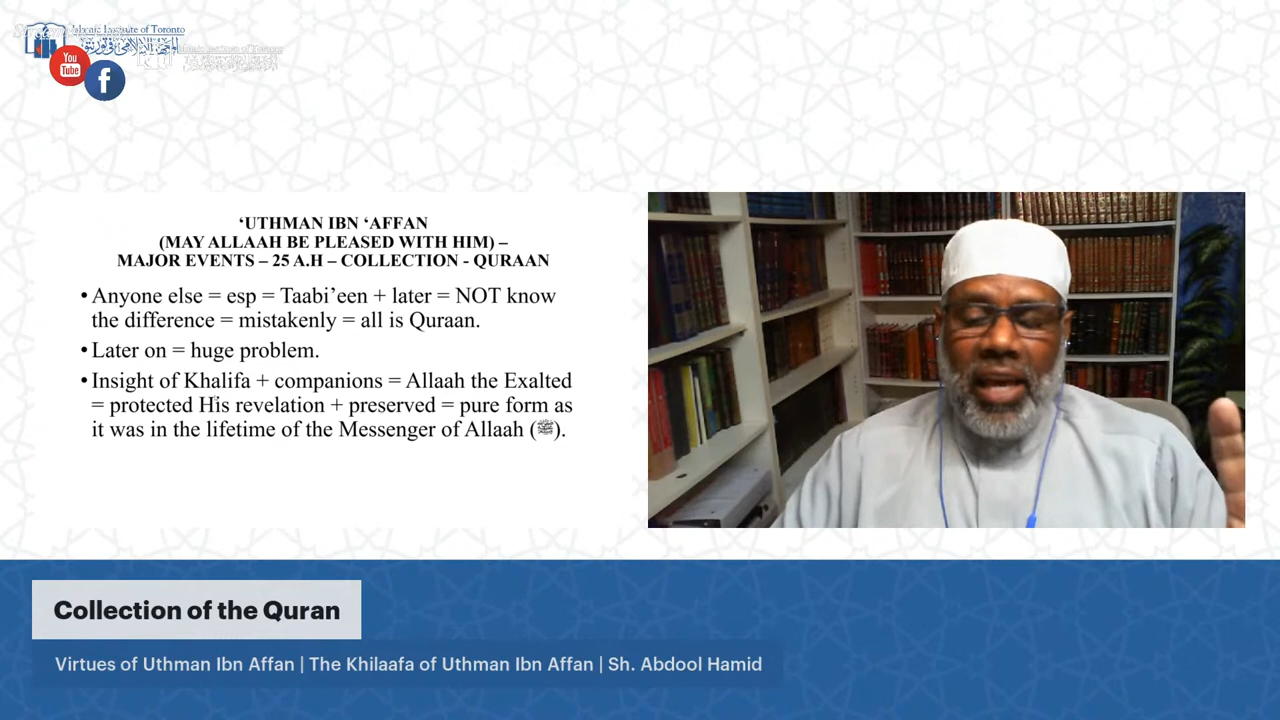 Islamic Institute of Toronto
You
Tube
f
‘UTHMAN IBN ‘AFFAN
(MAY ALLAAH BE PLEASED WITH HIM) –
MAJOR EVENTS – 25 A.H – COLLECTION - QURAAN
•Anyone else = esp = Taabi’een + later = NOT know
the difference = mistakenly = all is Quraan.
•Later on = huge problem.
•Insight of Khalifa + companions = Allaah the Exalted
= protected His revelation + preserved = pure form as
it was in the lifetime of the Messenger of Allaah (ﷺ).
Collection of the Quran
Virtues of Uthman Ibn Affan | The Khilaafa of Uthman Ibn Affan | Sh. Abdool Hamid